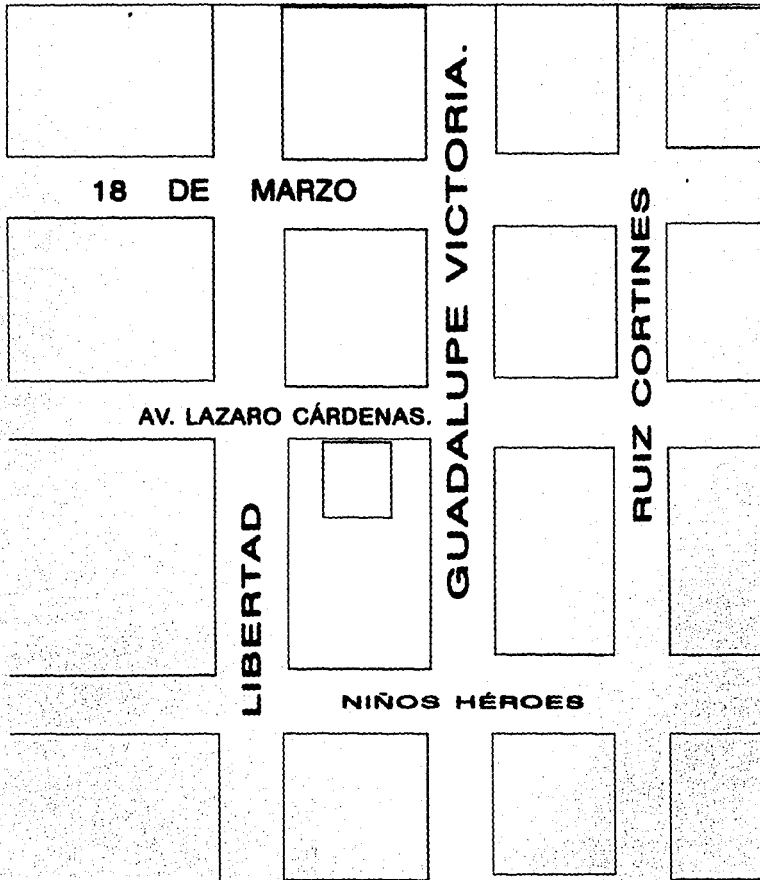 GUADALUPE VICTORIA.
18 DE MARZO
RUIZ CORTINES
AV. LAZARO CÁRDENAS.
LIBERTAD
NIÑOS HÉROES